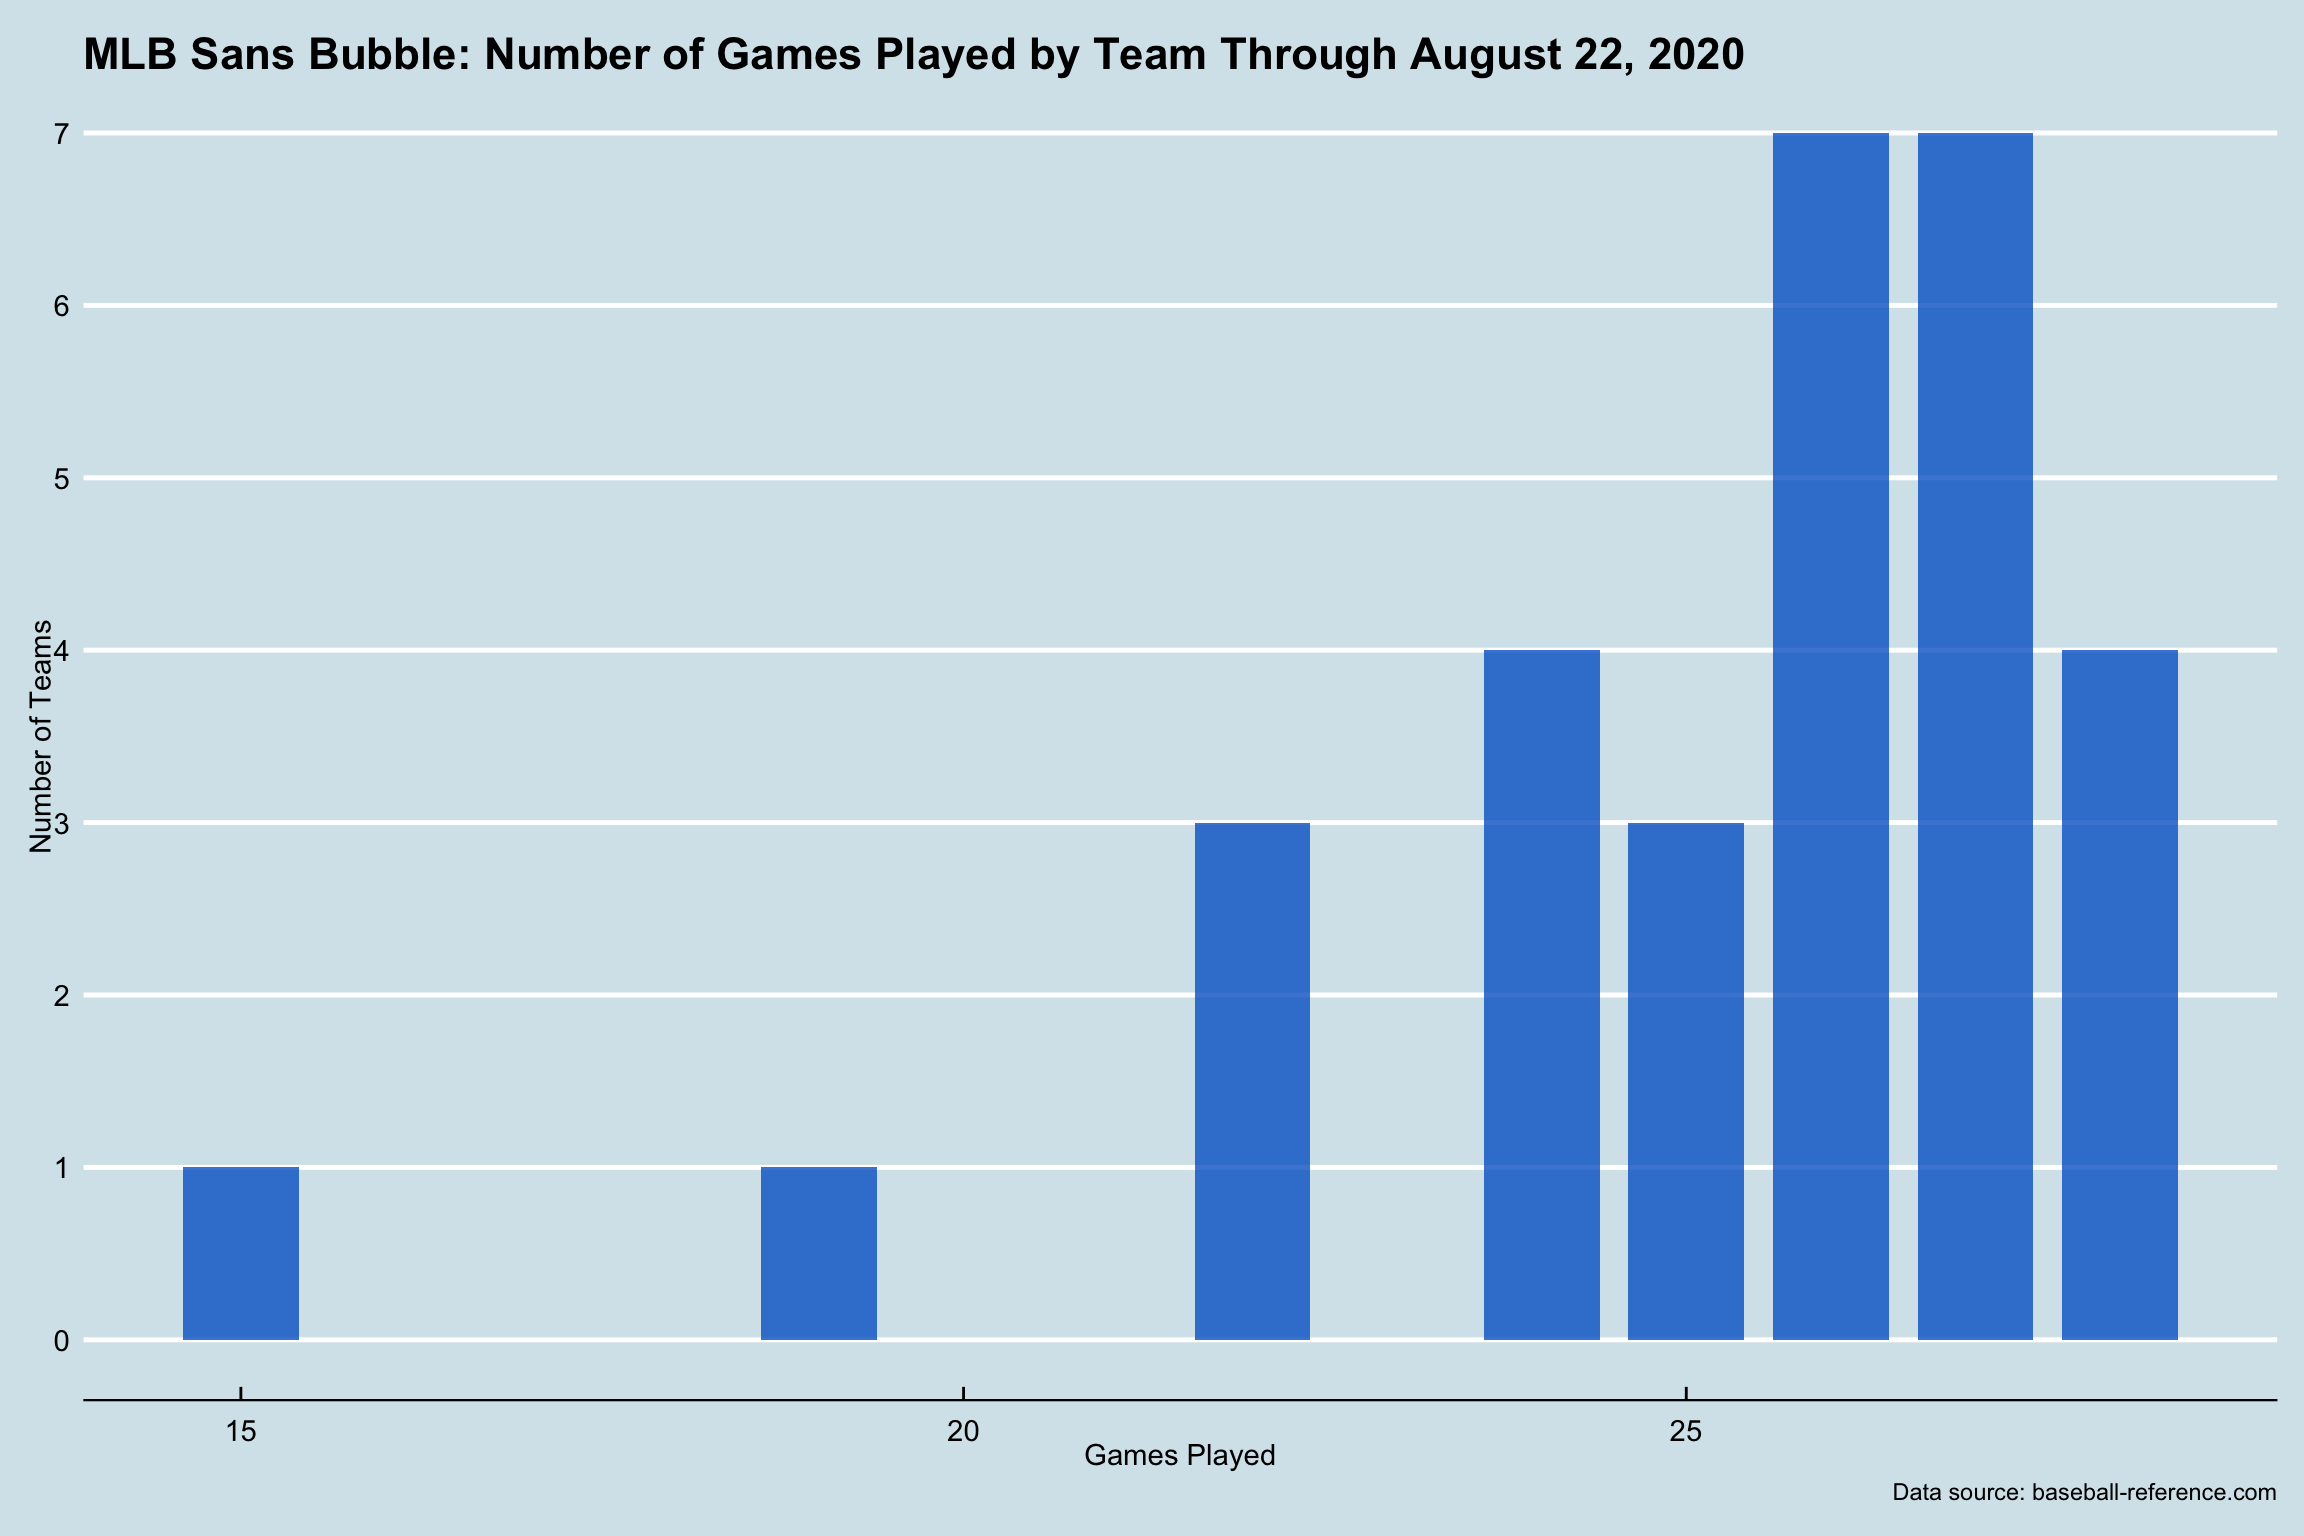 MLB Sans Bubble: Number of Games Played by Team Through August 22, 2020
Number of Teams
7
6
5
4
3
2
1
0
15 20 25
Games Played
Data source: baseball-reference.com